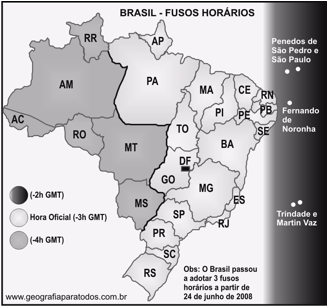 BRASIL - FUSOS HORÁRIOS
RR
AP
Penedos de
São Pedro e
São Paulo
AM
PA
MA
CE
RN
PB
PI
PE
Fernando
de
Noronha
AC
RO
TO
SE
MT
BA
DF
GO
(-2h GMT)
MG
Hora Oficial (-3h GMT)
MS
ES
Trindade e
Martin Vaz
SP
RJ
(-4h GMT)
PR
SC
RS
Obs: O Brasil passou
a adotar 3 fusos
horários a partir de
24 de junho de 2008
www.geografiaparatodos.com.br